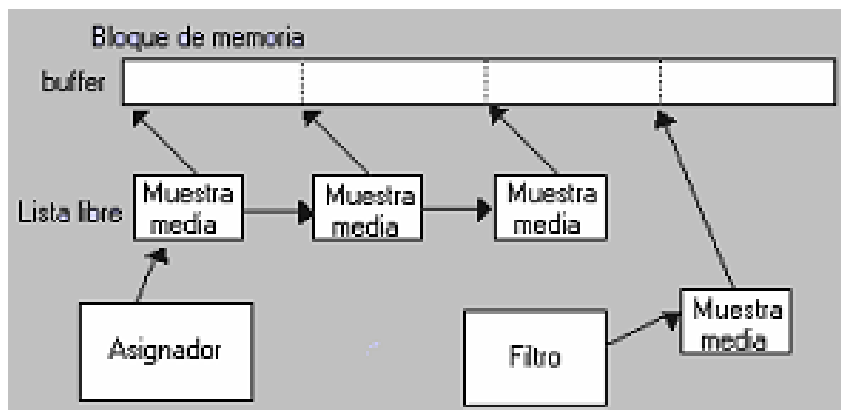 Bloque de memoria
buffer
Lista libre
Muestra
media
Muestra
media
Muestra
media
Asignador
Filtro
Muestra
media